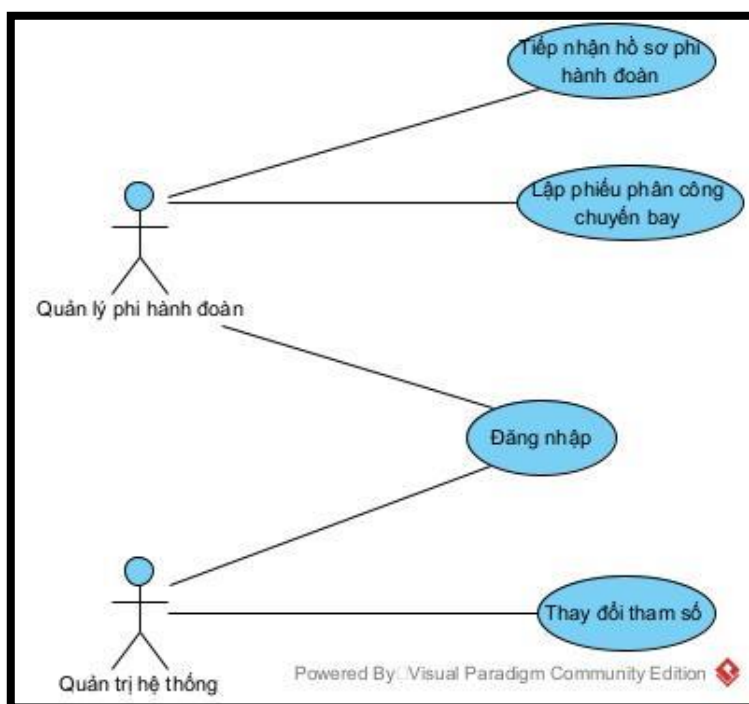 Tiếp nhận hồ sơ phi
hành đoàn
Lập phiếu phân công
chuyến bay
Quản lý phi hành đoàn
Đăng nhập
Thay đổi tham số
Quản trị hệ thống
Powered By Visual Paradigm Community Edition